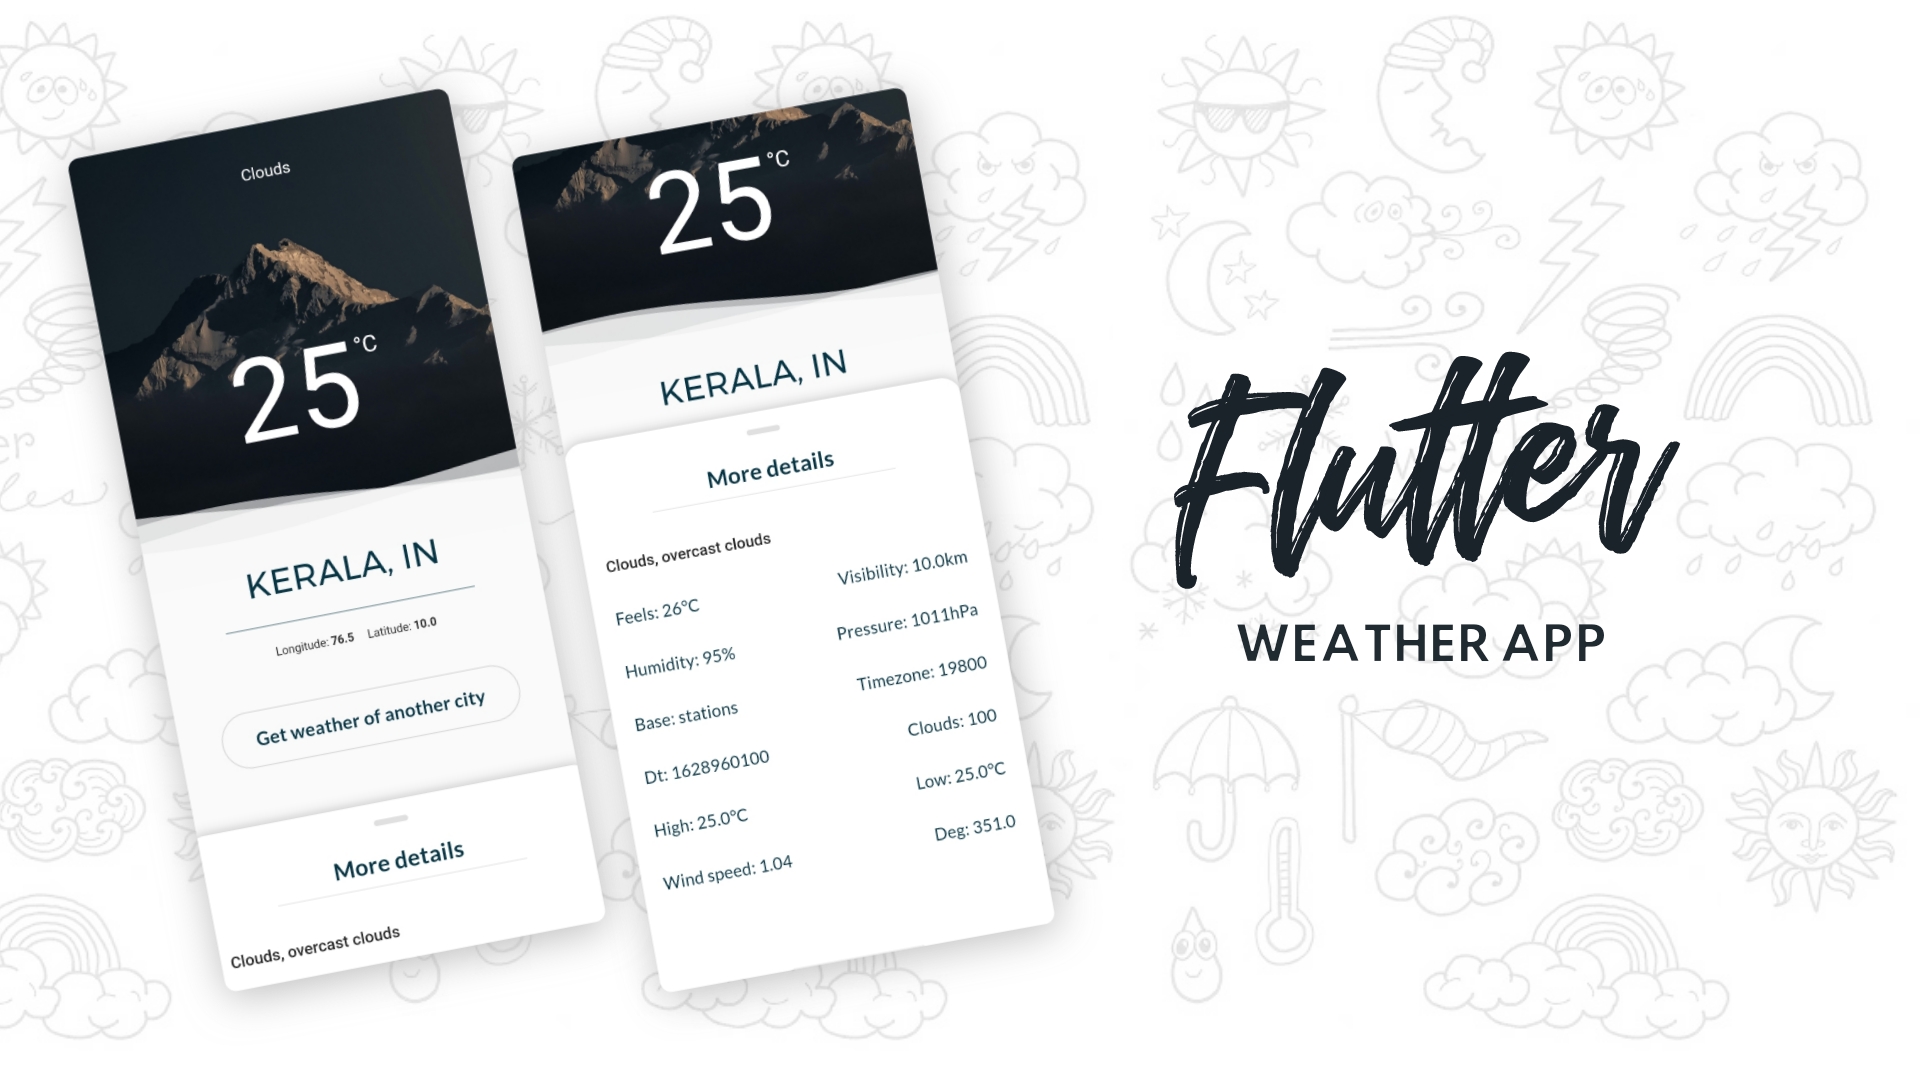 Clouds
25°C
KERALA, IN
Longitude: 76.5 Latitude: 10.0
Get weather of another city
More details
Clouds, overcast clouds
25°C
KERALA, IN
More details
Clouds, overcast clouds
Feels: 26°C Visibility: 10.0km
Humidity: 95% Pressure: 1011hPa
Base: stations Timezone: 19800
Dt: 1628960100 Clouds: 100
High: 25.0°C Low: 25.0°C
Wind speed: 1.04 Deg: 351.0
Flutter
WEATHER APP